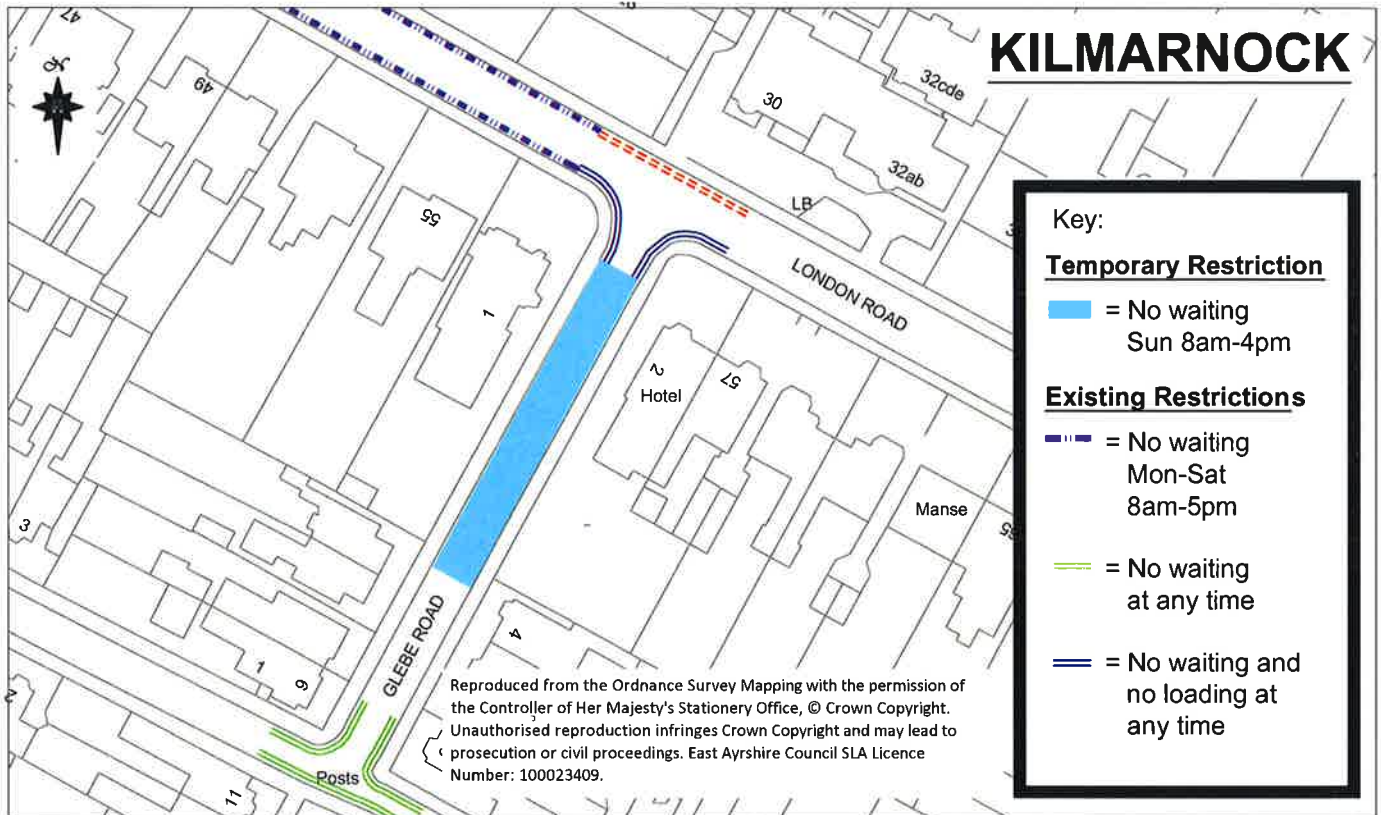 KILMARNOCK
47
49
30
32cde
32ab
LB
55
1
LONDON ROAD
2
Hotel
57
Manse
65
3
GLEBE ROAD
4
1
9
2
11
Posts
Key:
Temporary Restriction
= No waiting
Sun 8am-4pm
Existing Restrictions
= No waiting
Mon-Sat
8am-5pm
= No waiting
at any time
= No waiting and
no loading at
any time
Reproduced from the Ordnance Survey Mapping with the permission of
the Controller of Her Majesty's Stationery Office, © Crown Copyright.
Unauthorised reproduction infringes Crown Copyright and may lead to
prosecution or civil proceedings. East Ayrshire Council SLA Licence
Number: 100023409.